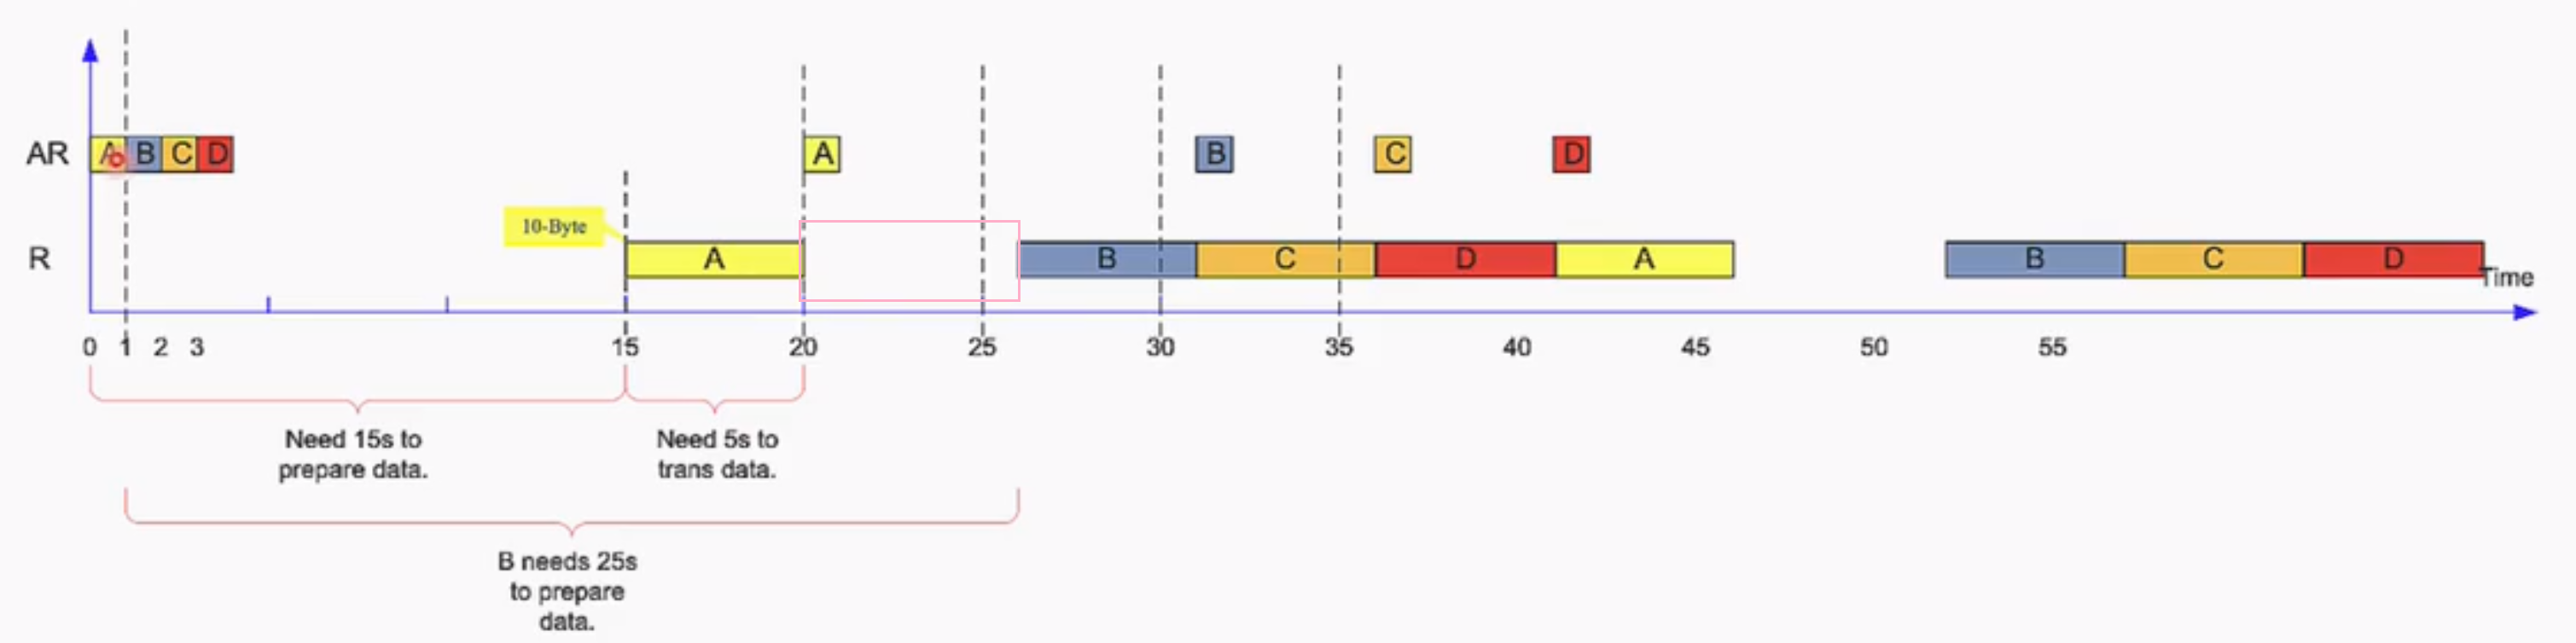 AR
A B C D
A
B
C
D
10-Byte
R
A
B
C
D
A
B
C
D
Time
0 1 2 3 15 20 25 30 35 40 45 50 55
Need 15s to
prepare data.
Need 5s to
trans data.
B needs 25s
to prepare
data.